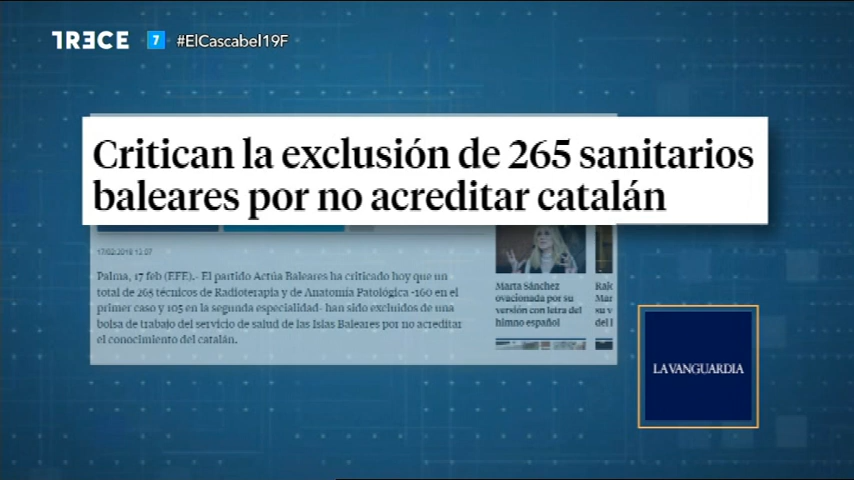 TRECE 7 #ElCascabel19F
Critican la exclusión de 265 sanitarios
baleares por no acreditar catalán
17/02/2018 13:07
Palma, 17 feb (EFE).- El partido Actúa Baleares ha criticado hoy que un
total de 265 técnicos de Radioterapia y de Anatomía Patológica -160 en el
primer caso y 105 en la segunda especialidad- han sido excluidos de una
bolsa de trabajo del servicio de salud de las Islas Baleares por no acreditar
el conocimiento del catalán.
Marta Sánchez
ovacionada por su
versión con letra del
himno español
LA VANGUARDIA